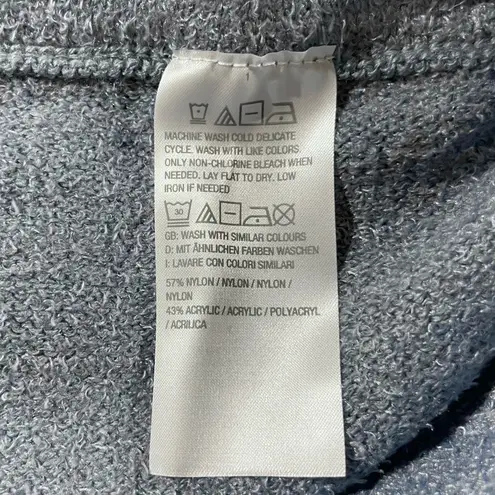 MACHINE WASH COLD DELICATE
CYCLE. WASH WITH LIKE COLORS.
ONLY NON-CHLORINE BLEACH WHEN
NEEDED. LAY FLAT TO DRY. LOW
IRON IF NEEDED
30
GB: WASH WITH SIMILAR COLOURS
D: MIT ÄHNLICHEN FARBEN WASCHEN
I: LAVARE CON COLORI SIMILARI
57% NYLON / NYLON / NYLON /
NYLON
43% ACRYLIC / ACRYLIC / POLYACRYL
/ ACRILICA